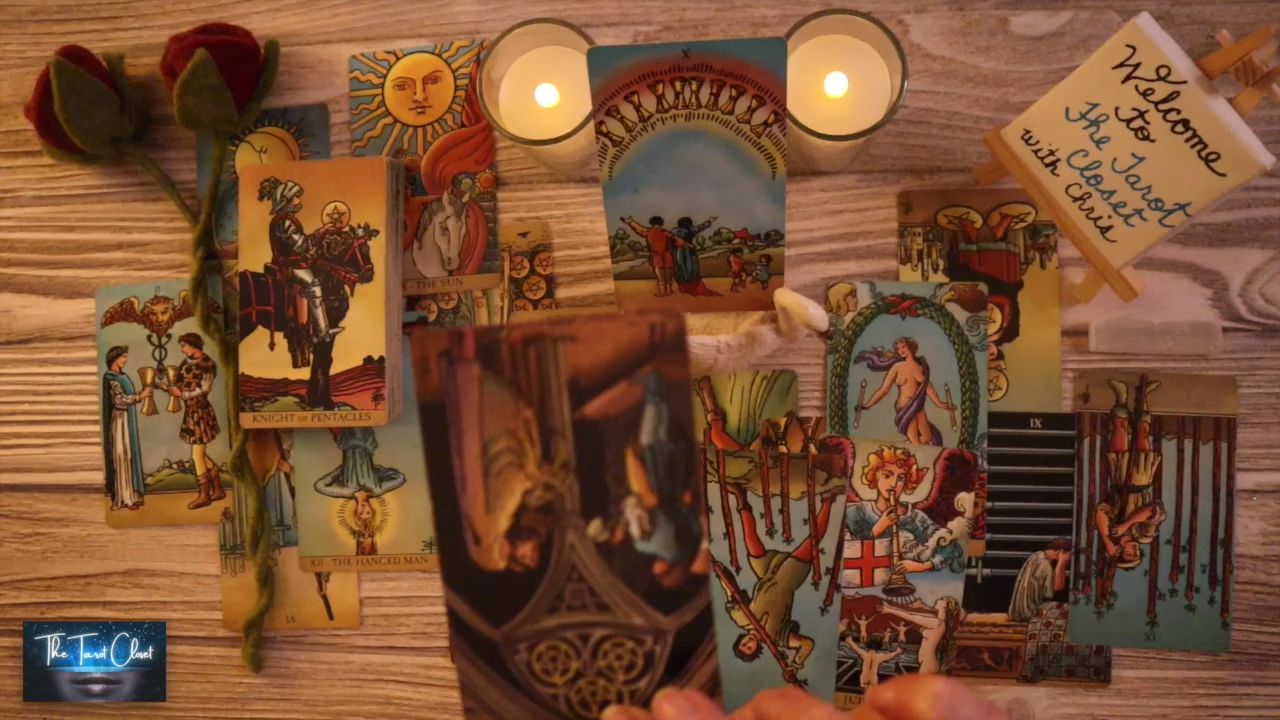 X
Welcome
to
The Tarot
Closet
with Chris
- THE SUN
KNIGHT OF PENTACLES
IX
XII - THE HANGED MAN
VI
The Tarot Closet